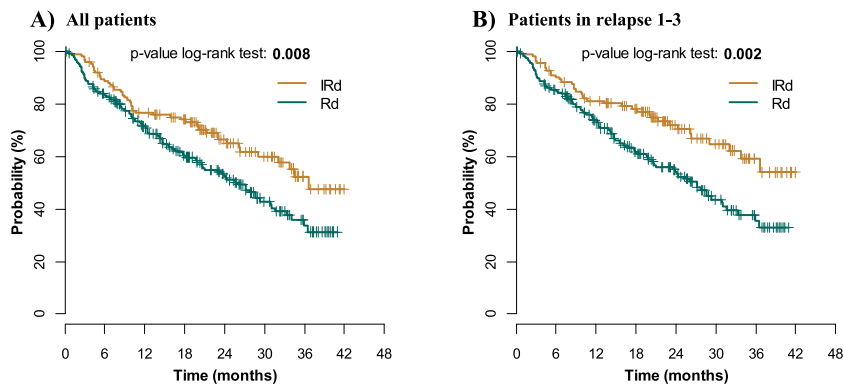 A) All patients
p-value log-rank test: 0.008
IRd
Rd
Probability (%)
100
80
60
40
20
0
0 6 12 18 24 30 36 42 48
Time (months)
B) Patients in relapse 1-3
p-value log-rank test: 0.002
IRd
Rd
Probability (%)
100
80
60
40
20
0
0 6 12 18 24 30 36 42 48
Time (months)